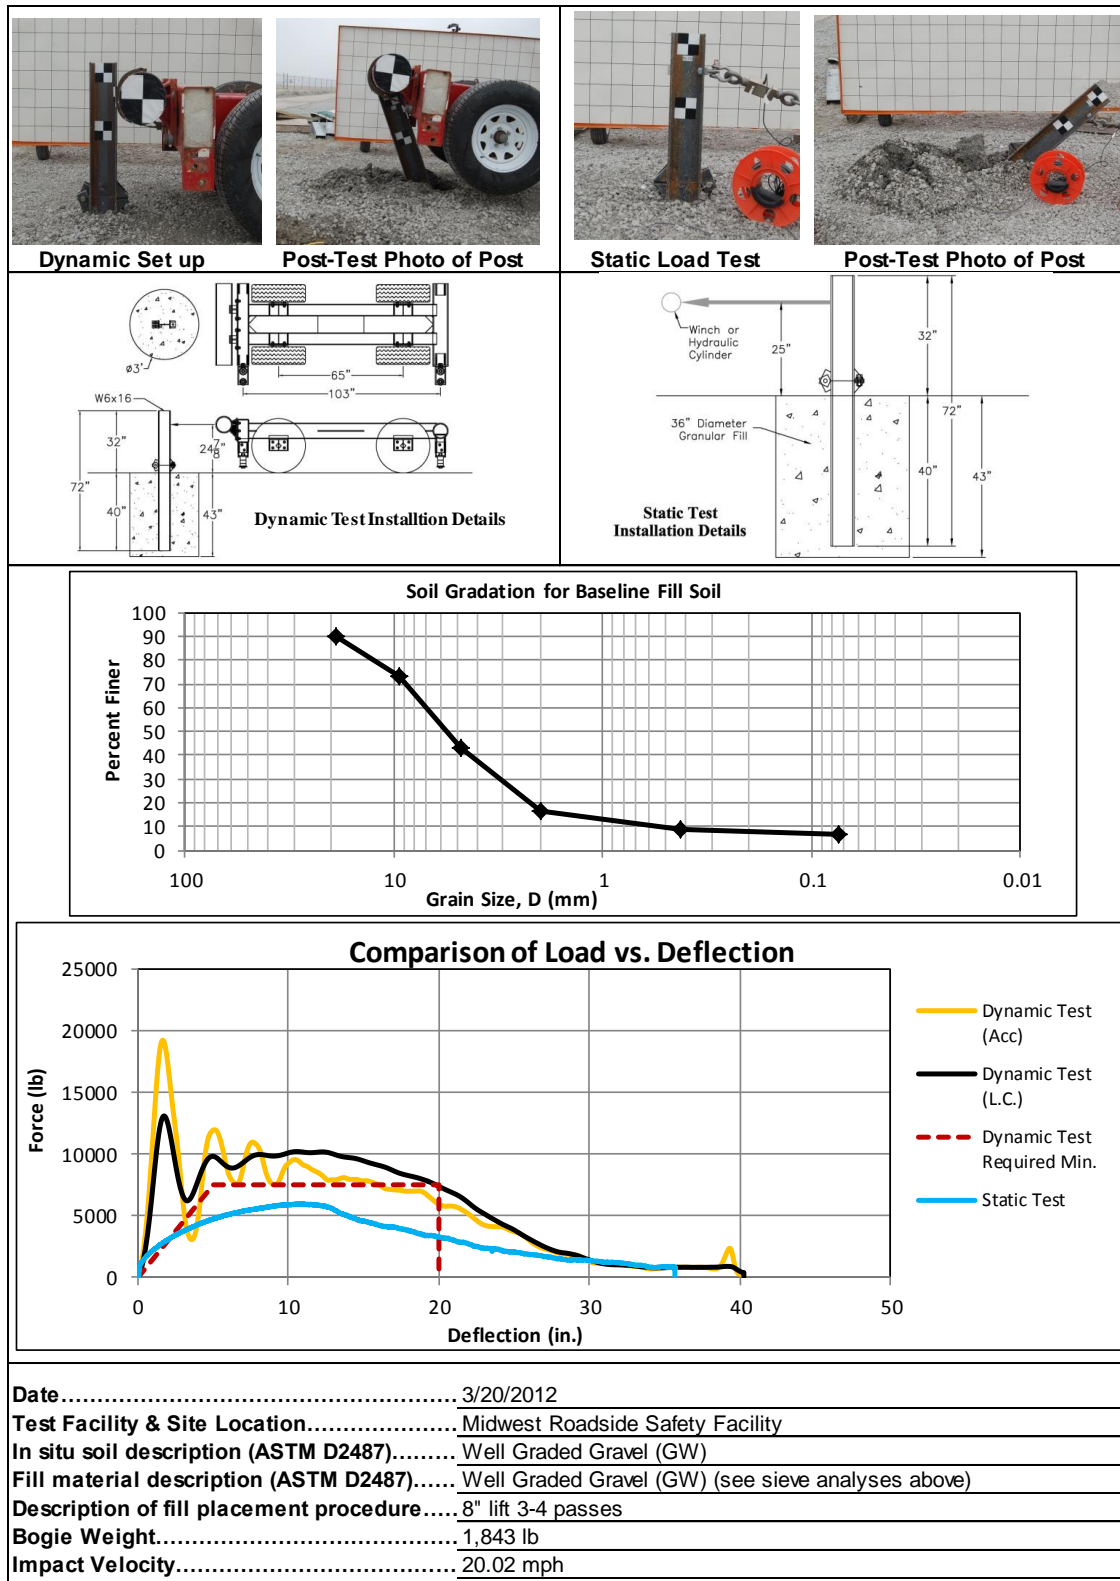 Dynamic Set up
Post-Test Photo of Post
Static Load Test
Post-Test Photo of Post
ø3'
65"
103"
W6x16
32"
24 7/8"
72"
40"
43"
Dynamic Test Installtion Details
Winch or
Hydraulic
Cylinder
25"
32"
36" Diameter
Granular Fill
72"
40"
43"
Static Test
Installation Details
Soil Gradation for Baseline Fill Soil
Percent Finer
100
90
80
70
60
50
40
30
20
10
0
100 10 1 0.1 0.01
Grain Size, D (mm)
Comparison of Load vs. Deflection
Force (lb)
25000
20000
15000
10000
5000
0
0 10 20 30 40 50
Deflection (in.)
Dynamic Test
(Acc)
Dynamic Test
(L.C.)
Dynamic Test
Required Min.
Static Test
Date.................................................. 3/20/2012
Test Facility & Site Location................... Midwest Roadside Safety Facility
In situ soil description (ASTM D2487)........ Well Graded Gravel (GW)
Fill material description (ASTM D2487)...... Well Graded Gravel (GW) (see sieve analyses above)
Description of fill placement procedure..... 8" lift 3-4 passes
Bogie Weight...................................... 1,843 lb
Impact Velocity................................... 20.02 mph